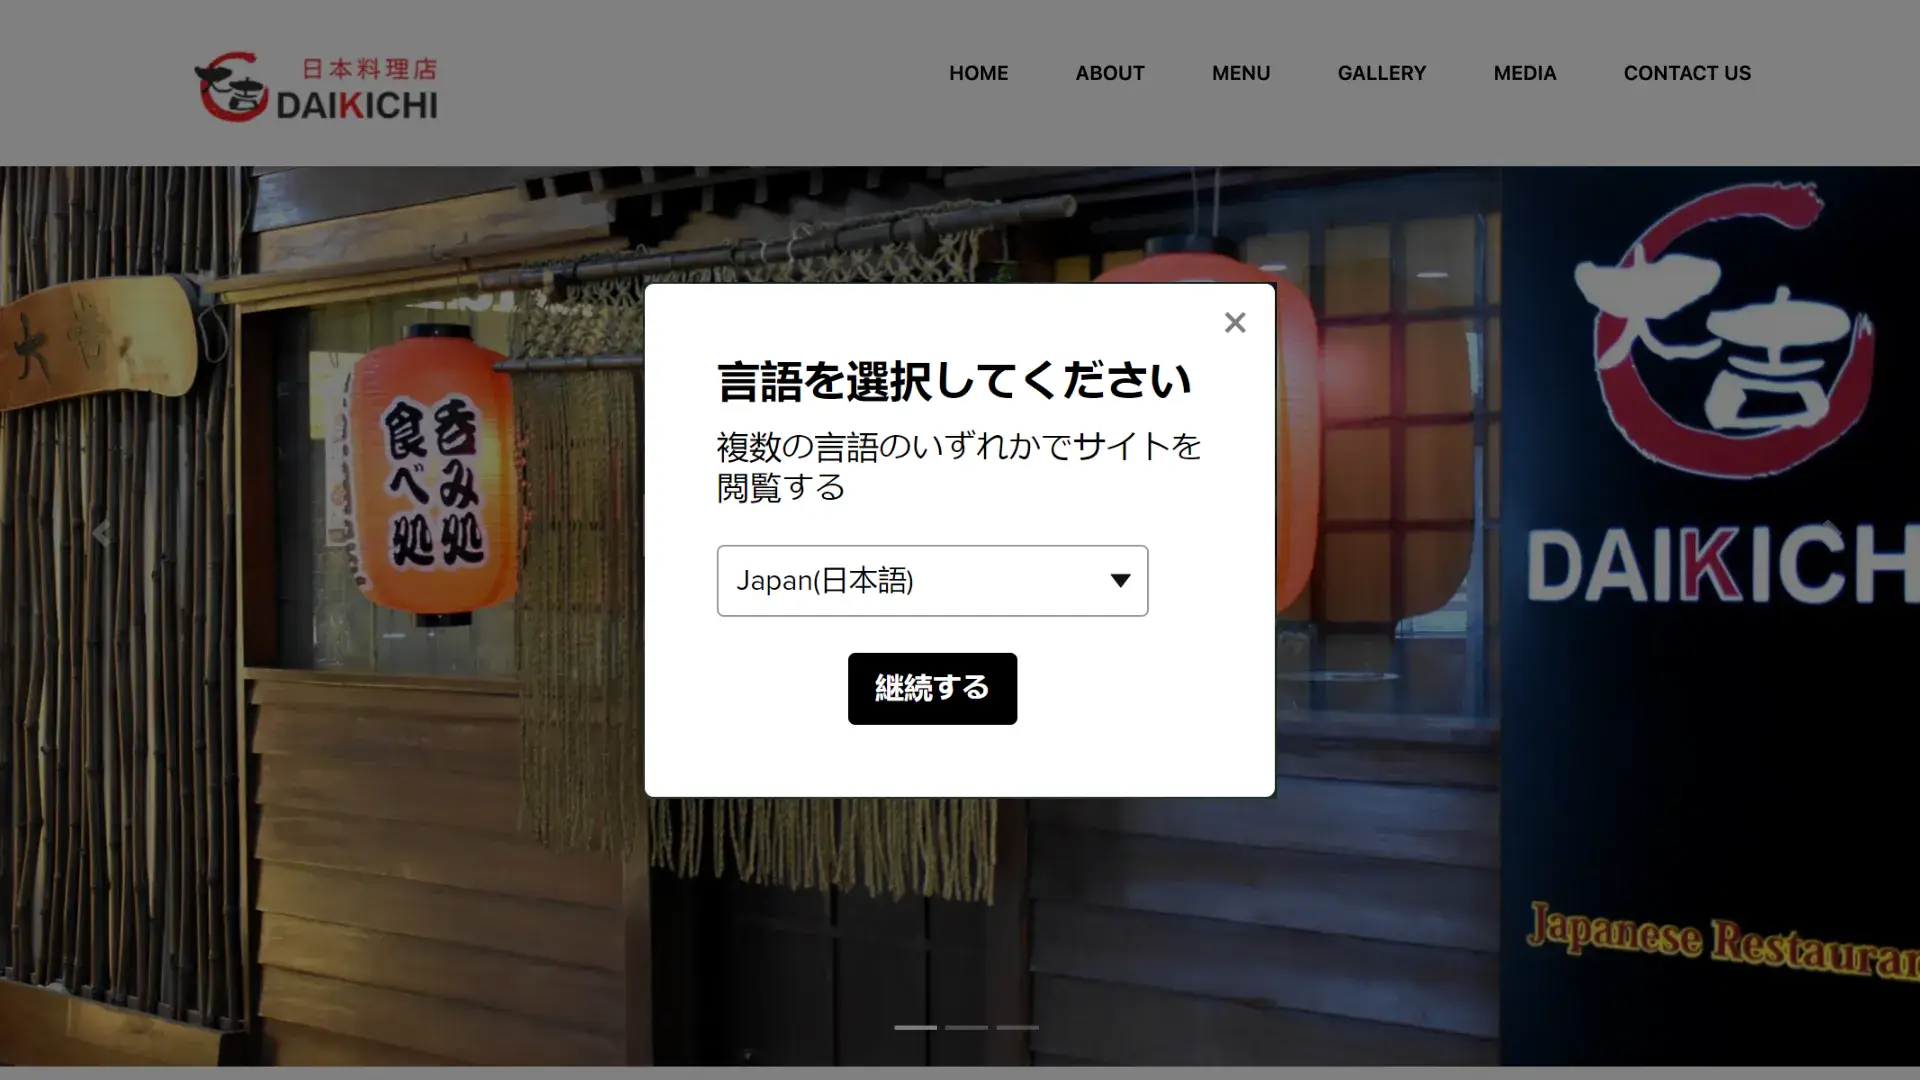 日本料理店
大吉
DAIKICHI
HOME
ABOUT
MENU
GALLERY
MEDIA
CONTACT US
大吉
呑み処
食べ処
言語を選択してください
複数の言語のいずれかでサイトを
閲覧する
Japan(日本語)
継続する
大吉
DAIKICH
Japanese Restauran